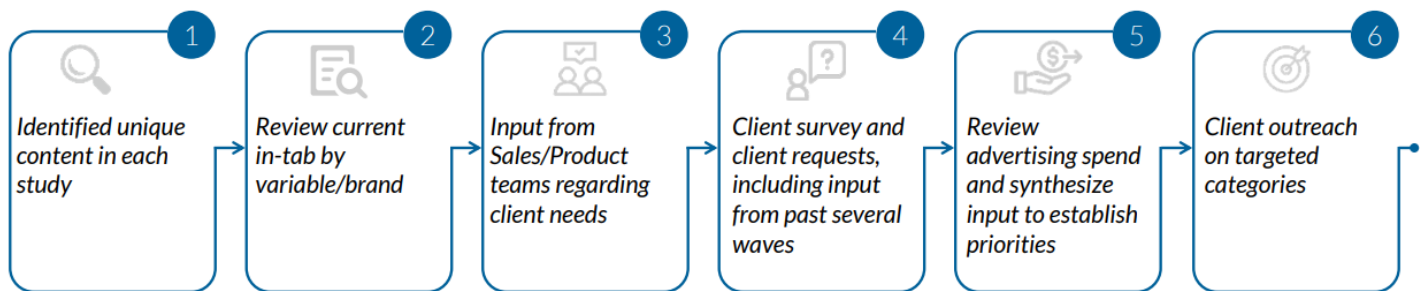 1
Identified unique
content in each
study
2
Review current
in-tab by
variable/brand
3
Input from
Sales/Product
teams regarding
client needs
4
?
Client survey and
client requests,
including input
from past several
waves
5
$
Review
advertising spend
and synthesize
input to establish
priorities
6
Client outreach
on targeted
categories